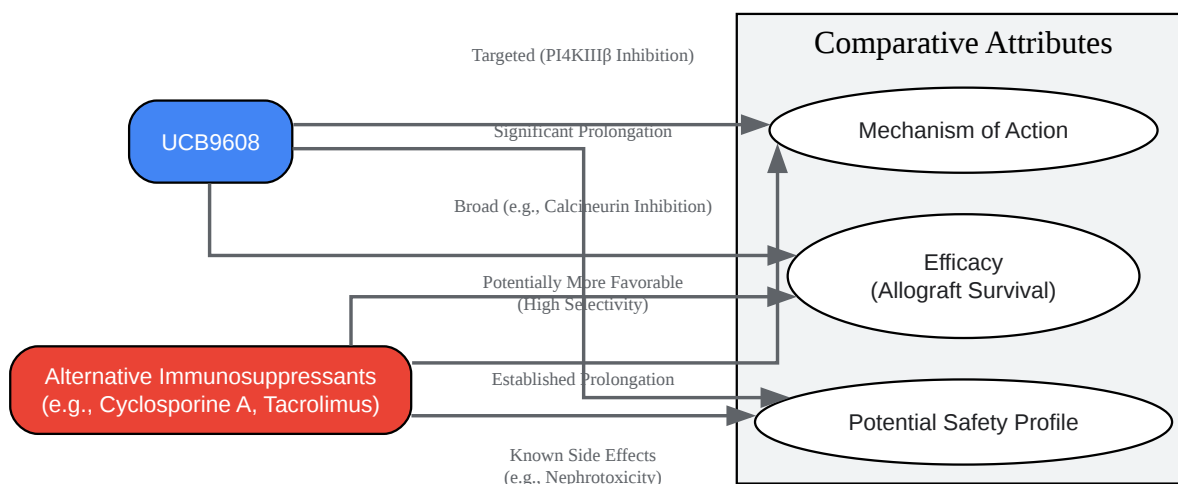 Comparative Attributes
Targeted (PI4KIIIβ Inhibition)
UCB9608
Significant Prolongation
Mechanism of Action
Broad (e.g., Calcineurin Inhibition)
Efficacy
(Allograft Survival)
Potentially More Favorable
(High Selectivity)
Alternative Immunosuppressants
(e.g., Cyclosporine A, Tacrolimus)
Established Prolongation
Potential Safety Profile
Known Side Effects
(e.g., Nephrotoxicity)